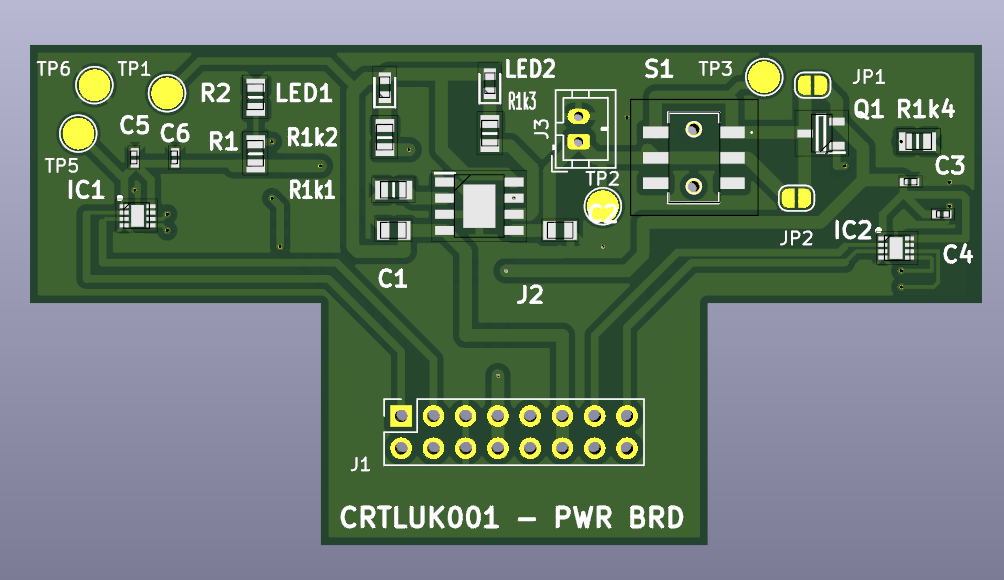 TP6
TP1
R2
LED1
LED2
R1k3
S1
TP3
JP1
Q1
R1k4
C5
C6
R1
R1k2
J3
TP5
IC1
R1k1
TP2
C2
C3
JP2
IC2
C4
C1
J2
J1
CRTLUK001 - PWR BRD